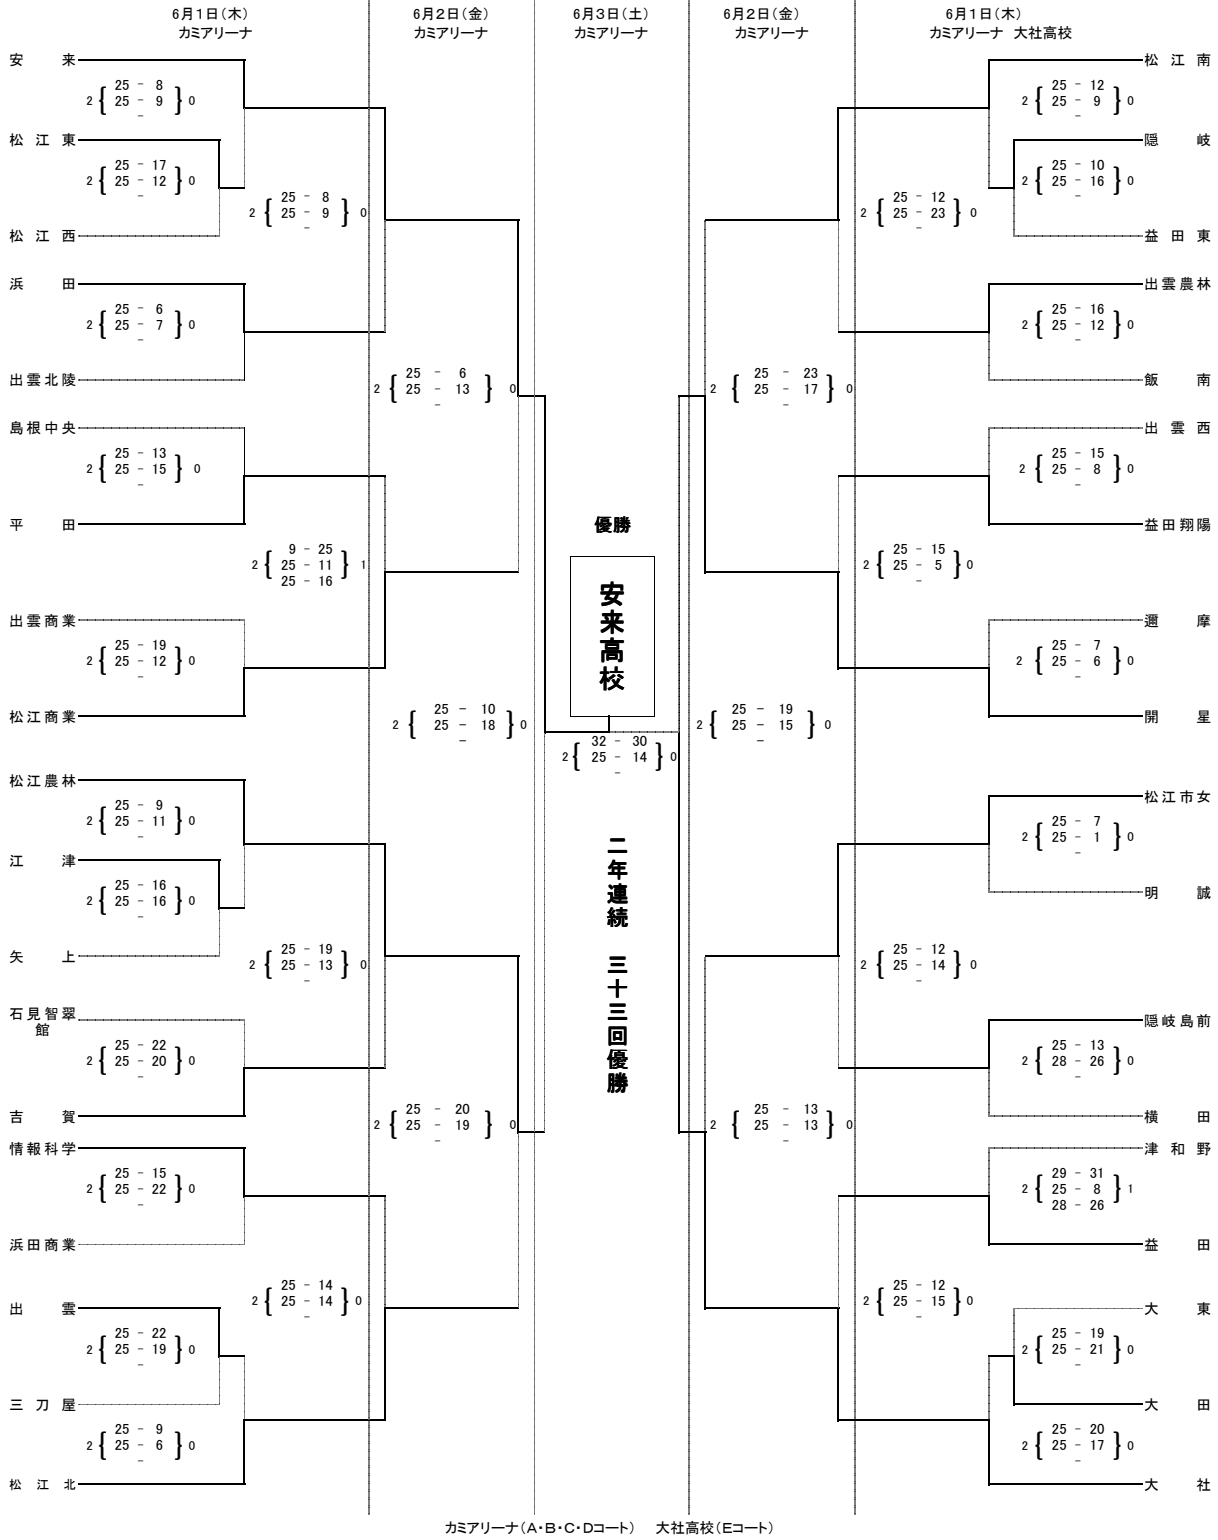 6月1日(木)
カミアリーナ
6月2日(金)
カミアリーナ
6月3日(土)
カミアリーナ
6月2日(金)
カミアリーナ
6月1日(木)
カミアリーナ 大社高校
安来
2 { 25 - 8 } 0
25 - 9
-
松江東
2 { 25 - 17 } 0
25 - 12
-
松江西
2 { 25 - 8 } 0
25 - 9
-
浜田
2 { 25 - 6 } 0
25 - 7
-
出雲北陵
2 { 25 - 6 } 0
25 - 13
-
島根中央
2 { 25 - 13 } 0
25 - 15
-
平田
2 { 9 - 25 } 1
25 - 11
25 - 16
出雲商業
2 { 25 - 19 } 0
25 - 12
-
松江商業
2 { 25 - 10 } 0
25 - 18
-
松江農林
2 { 25 - 9 } 0
25 - 11
-
江津
2 { 25 - 16 } 0
25 - 16
-
矢上
2 { 25 - 19 } 0
25 - 13
-
石見智翠
館
2 { 25 - 22 } 0
25 - 20
-
吉賀
2 { 25 - 20 } 0
25 - 19
-
情報科学
2 { 25 - 15 } 0
25 - 22
-
浜田商業
2 { 25 - 14 } 0
25 - 14
-
出雲
2 { 25 - 22 } 0
25 - 19
-
三刀屋
2 { 25 - 9 } 0
25 - 6
-
松江北
優勝
安来高校
2 { 32 - 30 } 0
25 - 14
-
二年連続 三十三回優勝
松江南
2 { 25 - 12 } 0
25 - 9
-
隠岐
2 { 25 - 10 } 0
25 - 16
-
益田東
2 { 25 - 12 } 0
25 - 23
-
出雲農林
2 { 25 - 16 } 0
25 - 12
-
飯南
2 { 25 - 23 } 0
25 - 17
-
出雲西
2 { 25 - 15 } 0
25 - 8
-
益田翔陽
2 { 25 - 15 } 0
25 - 5
-
邇摩
2 { 25 - 7 } 0
25 - 6
-
開星
2 { 25 - 19 } 0
25 - 15
-
松江市女
2 { 25 - 7 } 0
25 - 1
-
明誠
2 { 25 - 12 } 0
25 - 14
-
隠岐島前
2 { 25 - 13 } 0
28 - 26
-
横田
2 { 25 - 13 } 0
25 - 13
-
津和野
2 { 29 - 31 } 1
25 - 8
28 - 26
益田
2 { 25 - 12 } 0
25 - 15
-
大東
2 { 25 - 19 } 0
25 - 21
-
大田
2 { 25 - 20 } 0
25 - 17
-
大社
カミアリーナ(A・B・C・Dコート) 大社高校(Eコート)